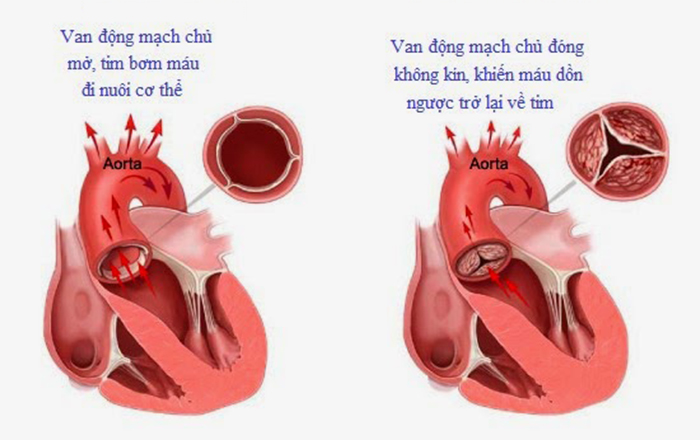 Van động mạch chủ
mở, tim bơm máu
đi nuôi cơ thể
Aorta
Van động mạch chủ đóng
không kin, khiến máu dồn
ngược trở lại về tim
Aorta